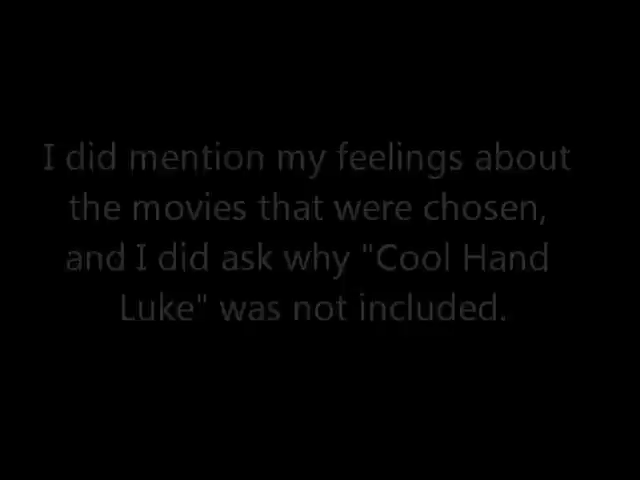 I did mention my feelings about
the movies that were chosen,
and I did ask why "Cool Hand
Luke" was not included.